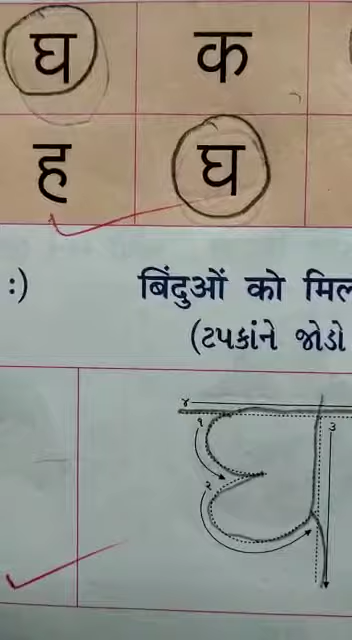 घ क
ह घ
:) बिंदुओं को
(ટપકાંને જોડો
४
१
२
३
घ